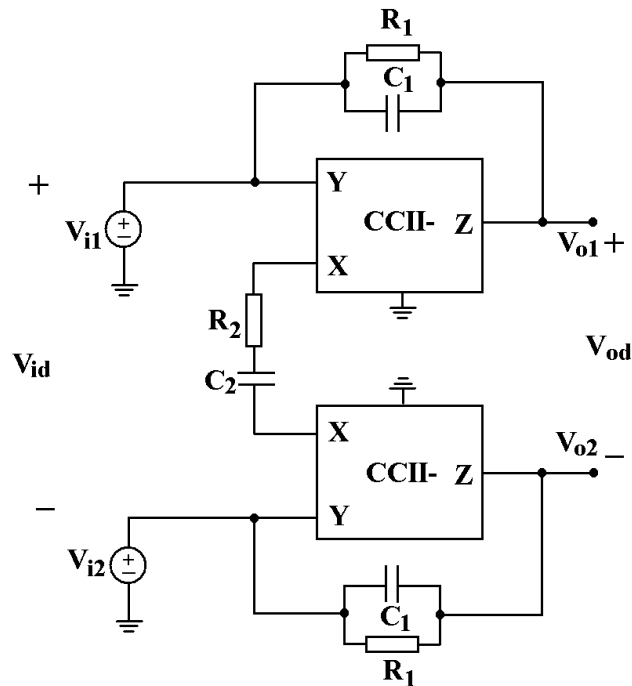 R1
C1
+
Y
CCII-
Z
Vi1
+
−
Vo1 +
X
R2
Vid
Vod
C2
X
Vo2 −
CCII-
Z
−
Y
Vi2
+
−
C1
R1